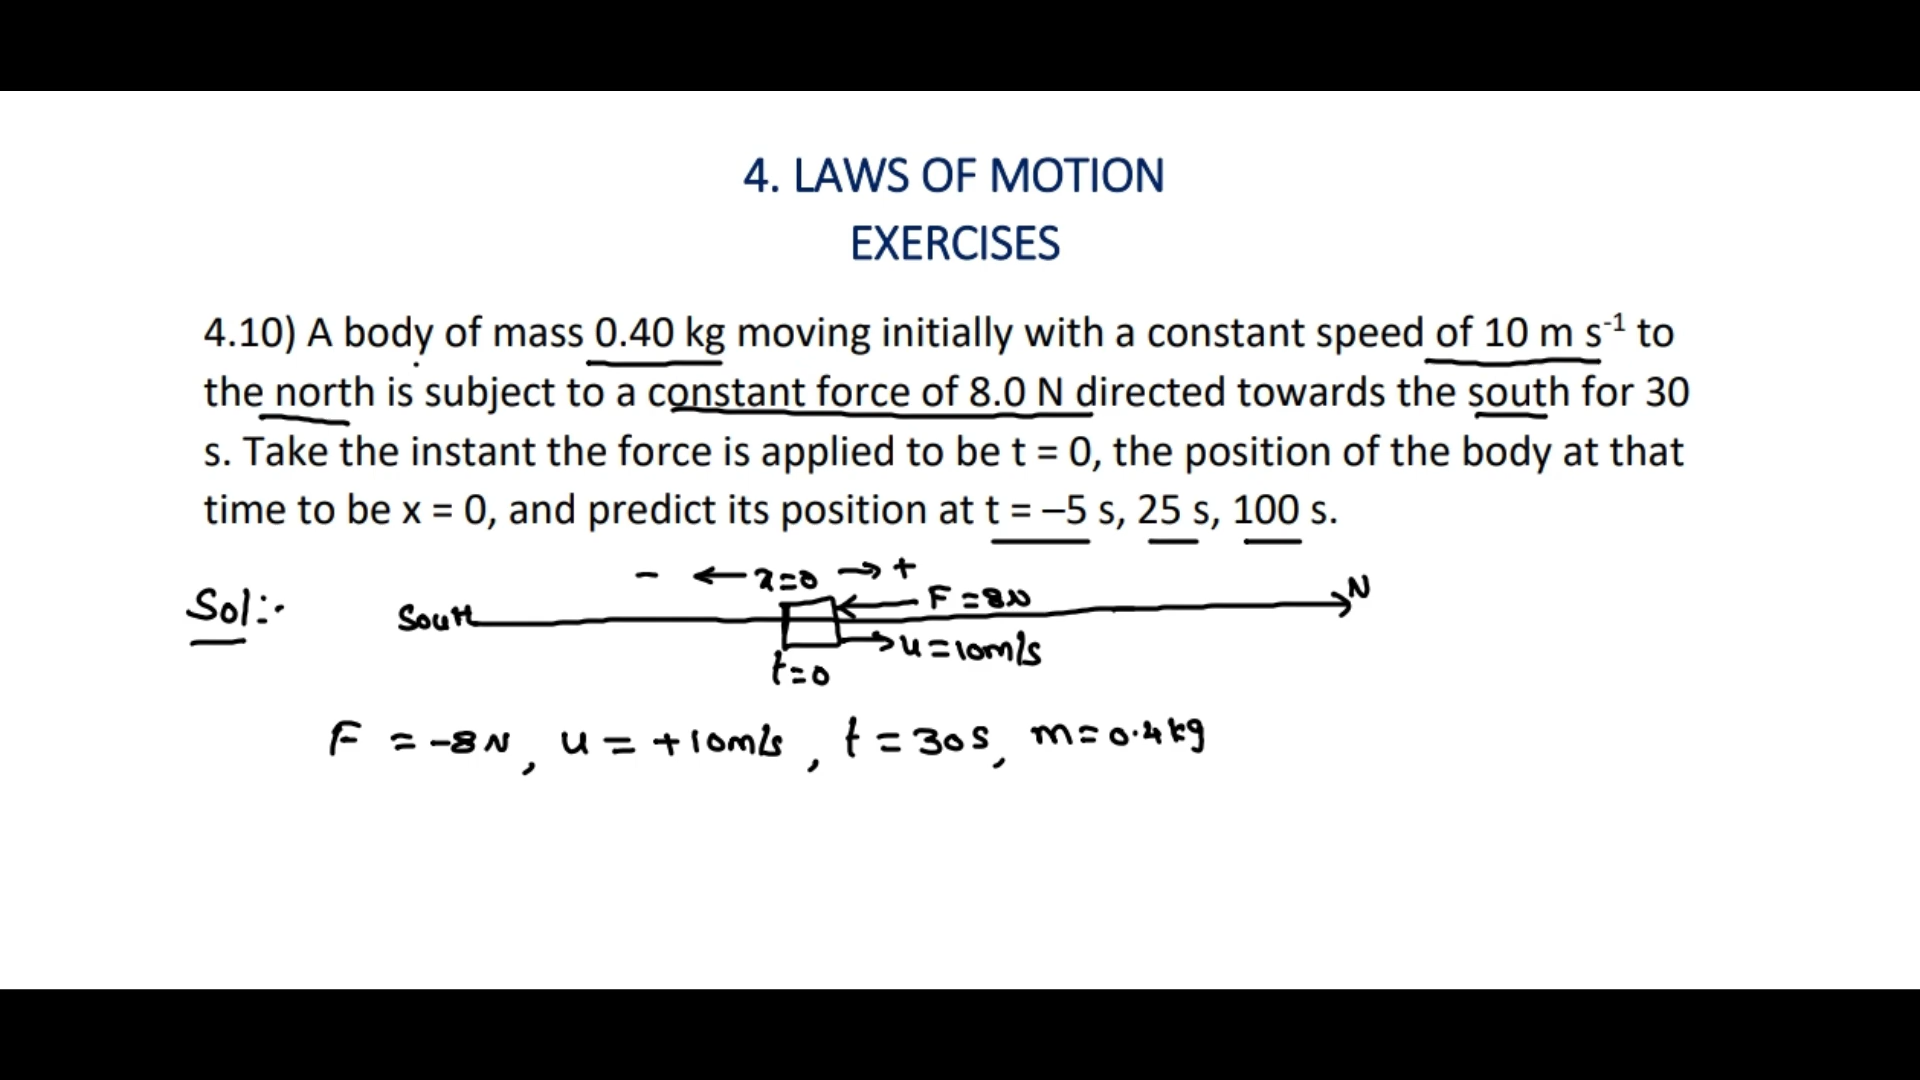 4. LAWS OF MOTION
EXERCISES
4.10) A body of mass 0.40 kg moving initially with a constant speed of 10 m s⁻¹ to
the north is subject to a constant force of 8.0 N directed towards the south for 30
s. Take the instant the force is applied to be t = 0, the position of the body at that
time to be x = 0, and predict its position at t = –5 s, 25 s, 100 s.
- ← x=0 → +
Sol:- South F = 8N N
u = 10m/s
t=0
F = -8N, u = +10m/s, t = 30s, m = 0.4kg